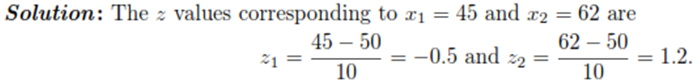 Solution: The z values corresponding to x₁ = 45 and x₂ = 62 are
z₁ = (45 − 50)/10 = −0.5 and z₂ = (62 − 50)/10 = 1.2.